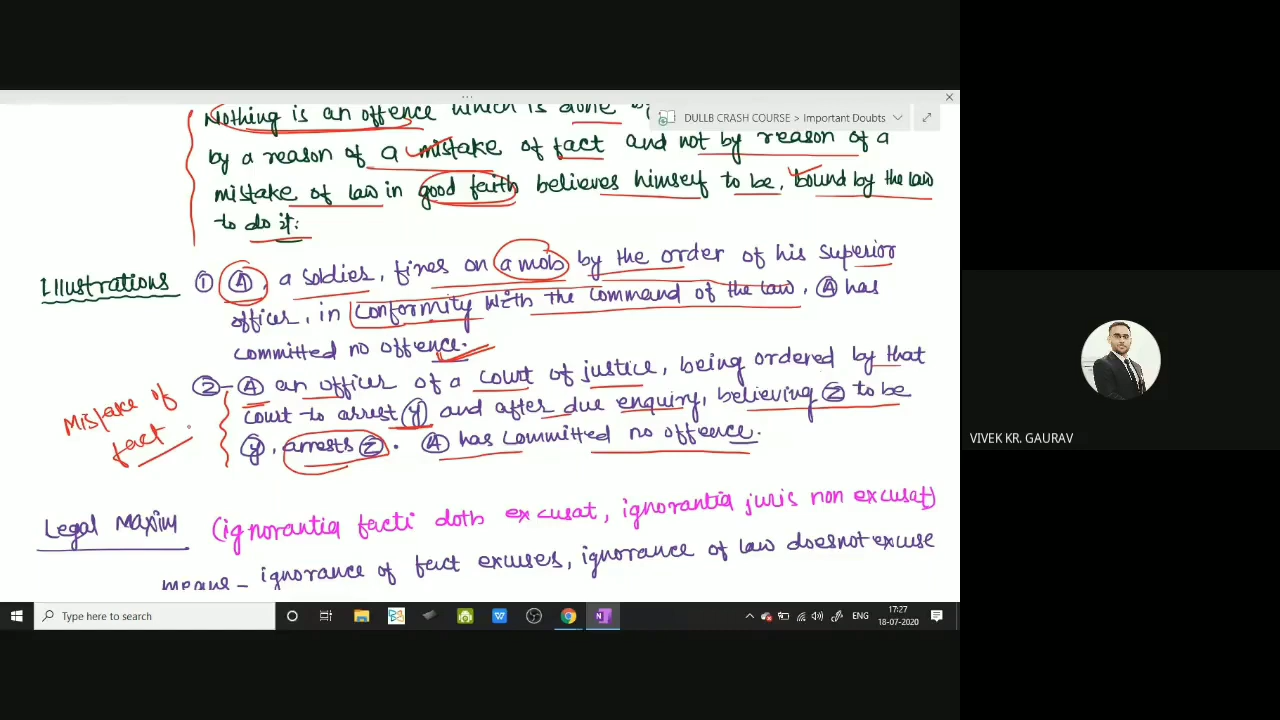 Nothing is an offence which is done
DULLB CRASH COURSE > Important Doubts
by a reason of a mistake of fact and not by reason of a
mistake of law in good faith believes himself to be, bound by the law
to do it.
Illustrations ① Ⓐ, a soldies, fires on a mob by the order of his superior
officer, in conformity with the command of the law, Ⓐ has
committed no offence.
② - Ⓐ an officer of a court of justice, being ordered by that
court to arrest Ⓨ and after due enquiry, believing Ⓩ to be
Ⓨ, arrests Ⓩ. Ⓐ has committed no offence.
Mistake of
fact
Legal Maxim (ignorantia facti doth excusat, ignorantia juris non excusat)
means - ignorance of fact excuses, ignorance of law doesnot excuse
VIVEK KR. GAURAV
Type here to search
ENG
17:27
18-07-2020